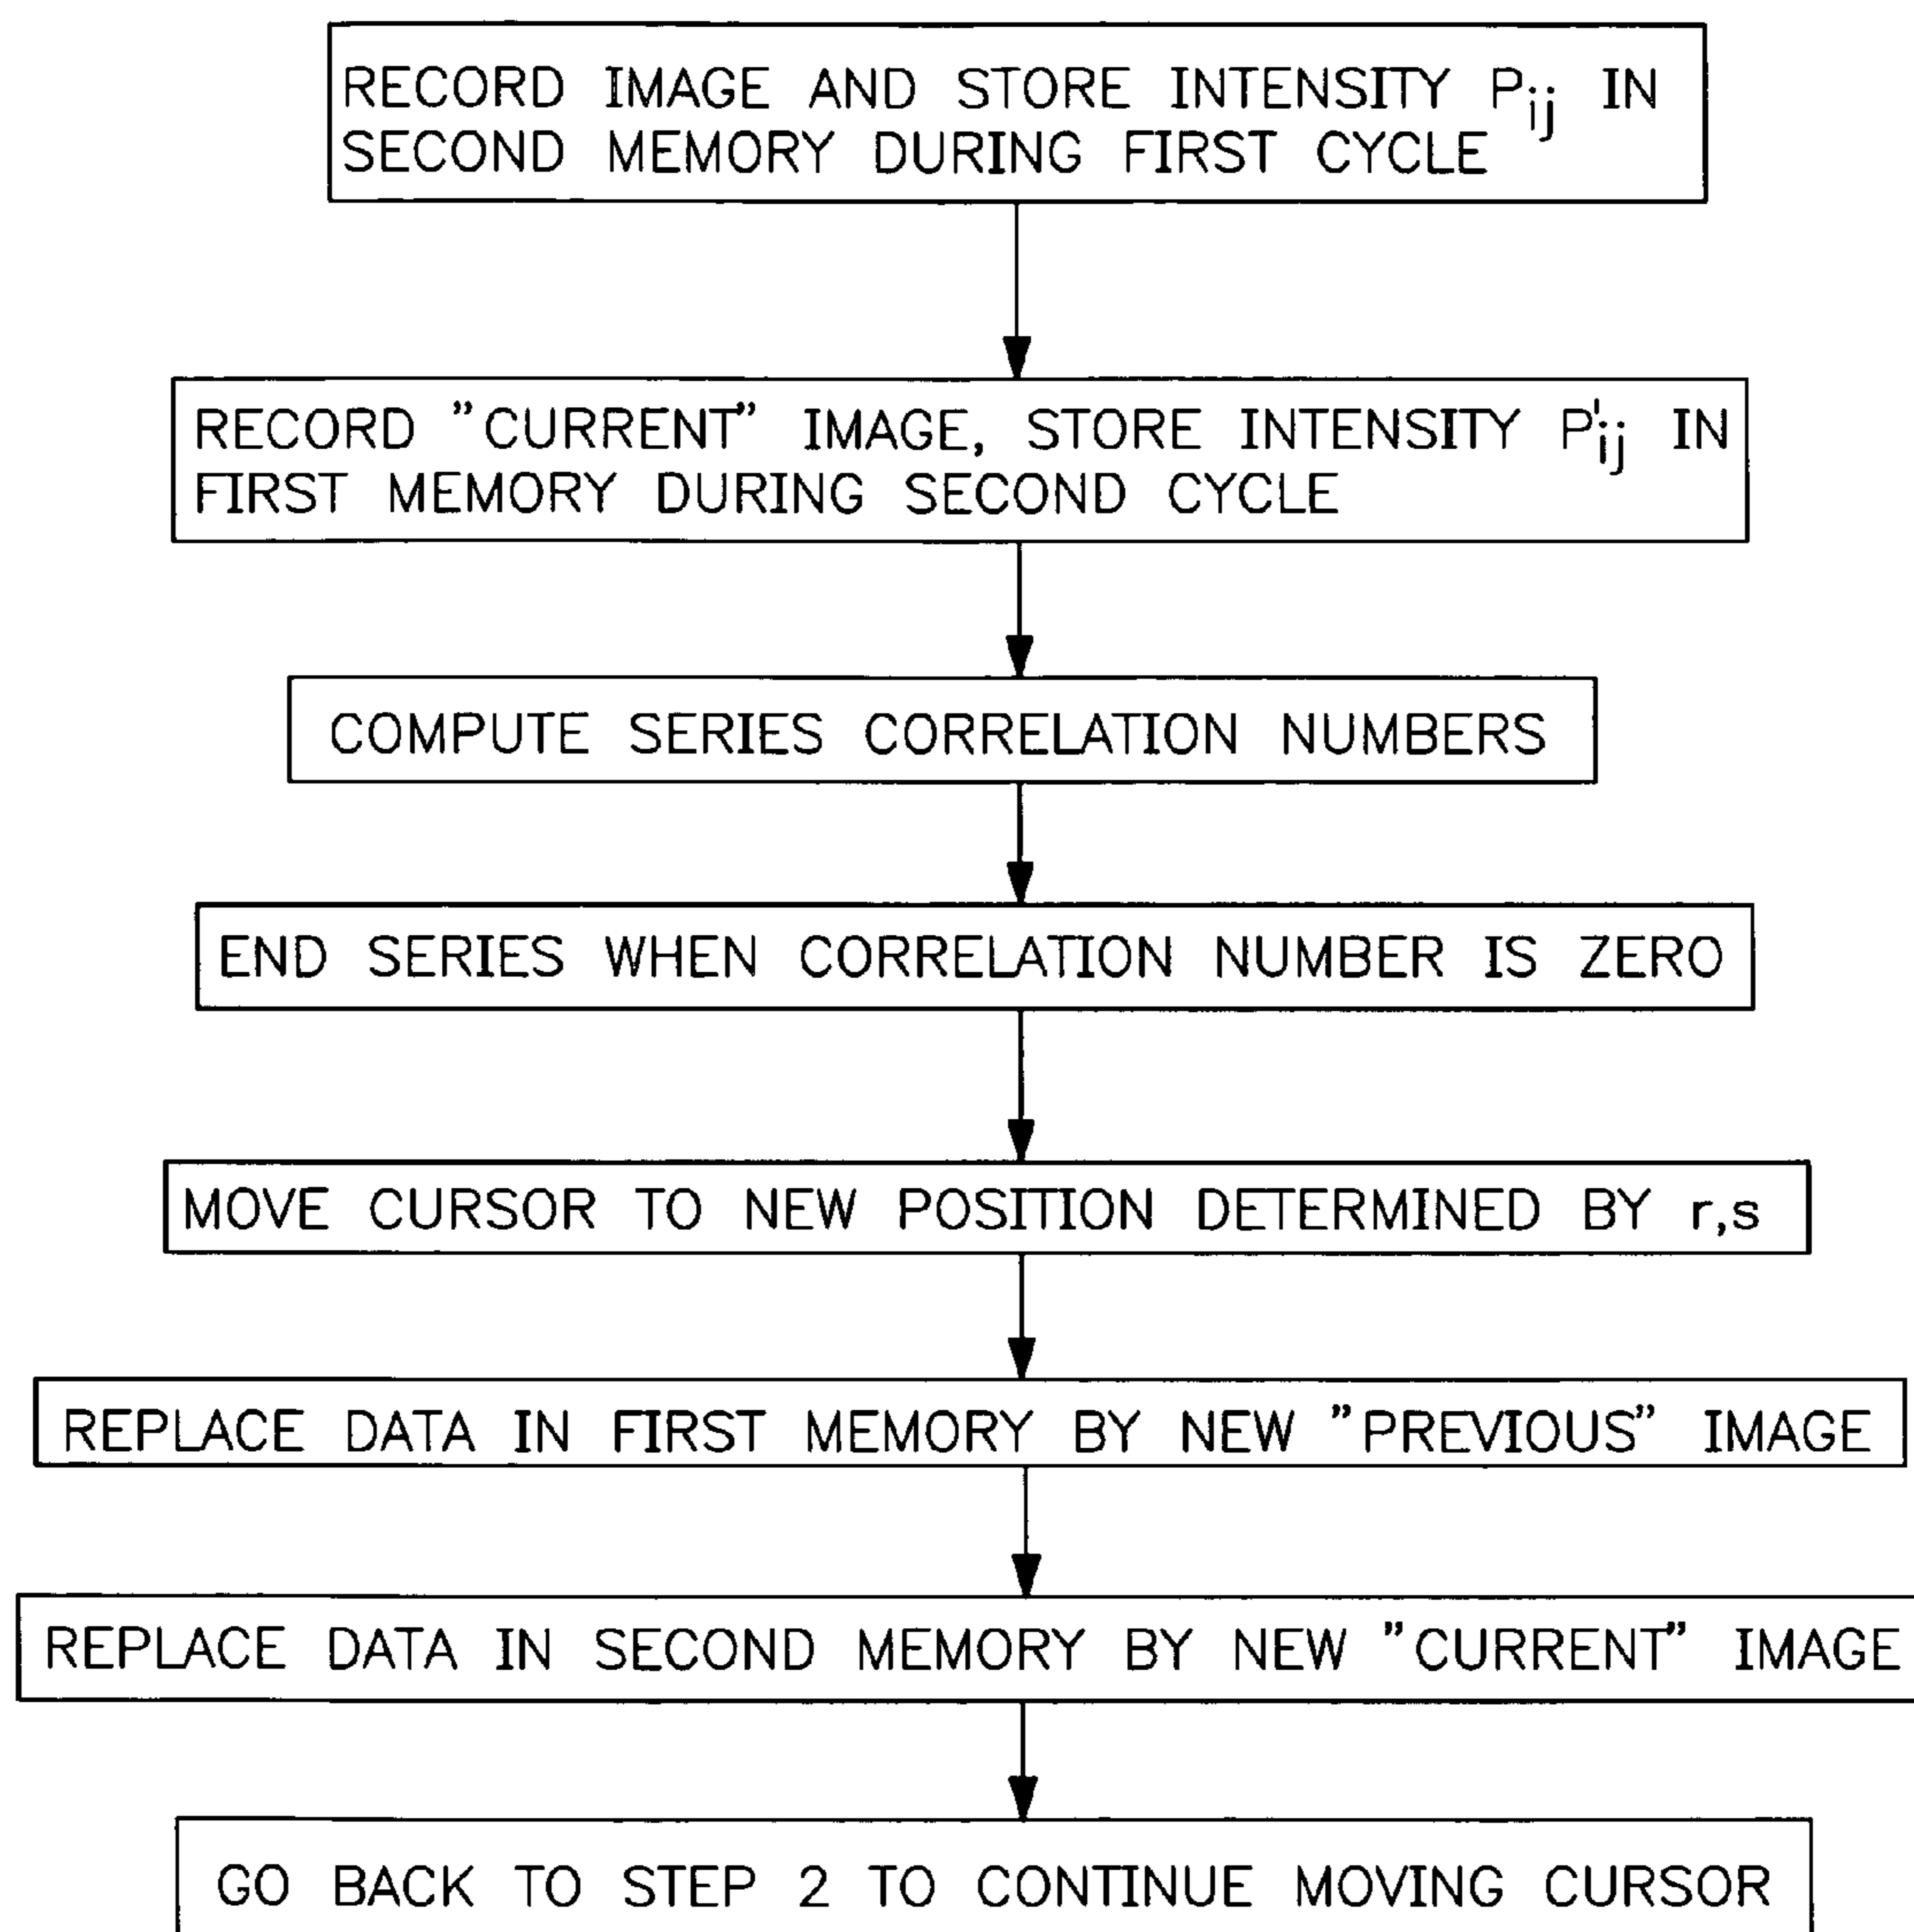 RECORD IMAGE AND STORE INTENSITY Pij IN
SECOND MEMORY DURING FIRST CYCLE
RECORD "CURRENT" IMAGE, STORE INTENSITY P'ij IN
FIRST MEMORY DURING SECOND CYCLE
COMPUTE SERIES CORRELATION NUMBERS
END SERIES WHEN CORRELATION NUMBER IS ZERO
MOVE CURSOR TO NEW POSITION DETERMINED BY r,s
REPLACE DATA IN FIRST MEMORY BY NEW "PREVIOUS" IMAGE
REPLACE DATA IN SECOND MEMORY BY NEW "CURRENT" IMAGE
GO BACK TO STEP 2 TO CONTINUE MOVING CURSOR